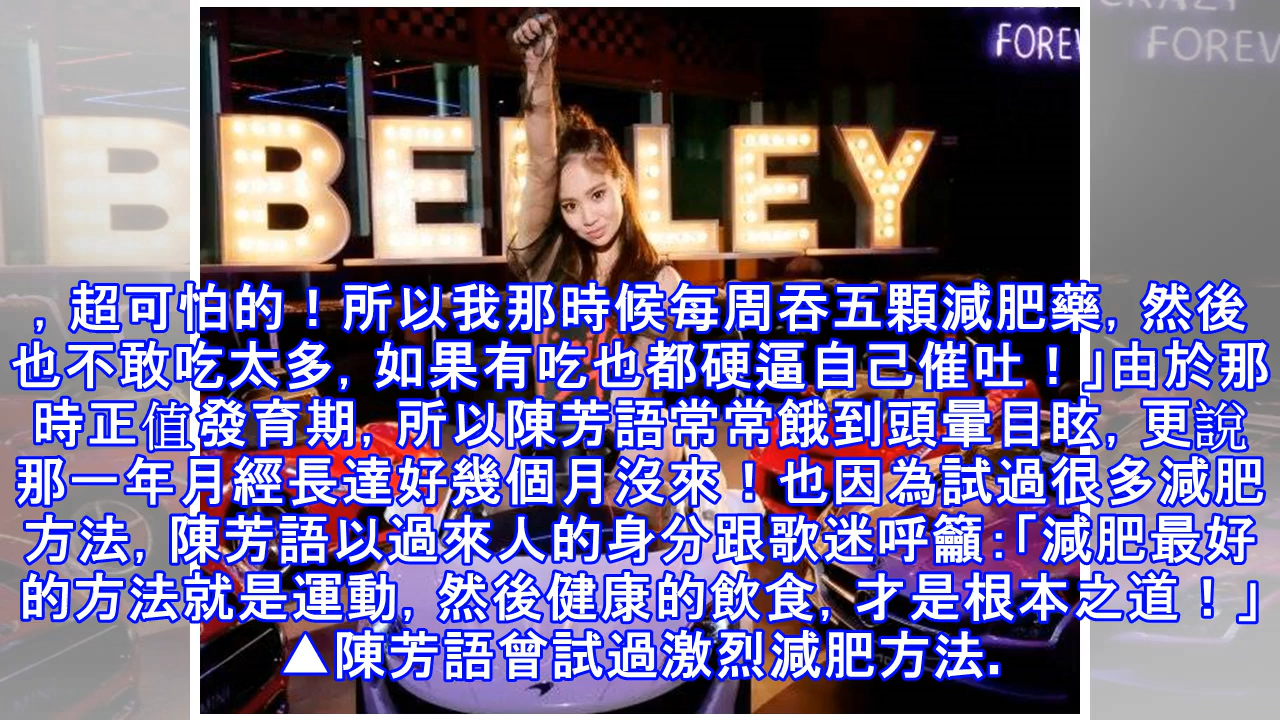 FOREV
CRAZY
FOREV
B
BELLEY
, 超可怕的！所以我那時候每周吞五顆減肥藥, 然後
也不敢吃太多, 如果有吃也都硬逼自己催吐！」由於那
時正值發育期, 所以陳芳語常常餓到頭暈目眩, 更說
那一年月經長達好幾個月沒來！也因為試過很多減肥
方法, 陳芳語以過來人的身分跟歌迷呼籲:「減肥最好
的方法就是運動, 然後健康的飲食, 才是根本之道！」
▲陳芳語曾試過激烈減肥方法.